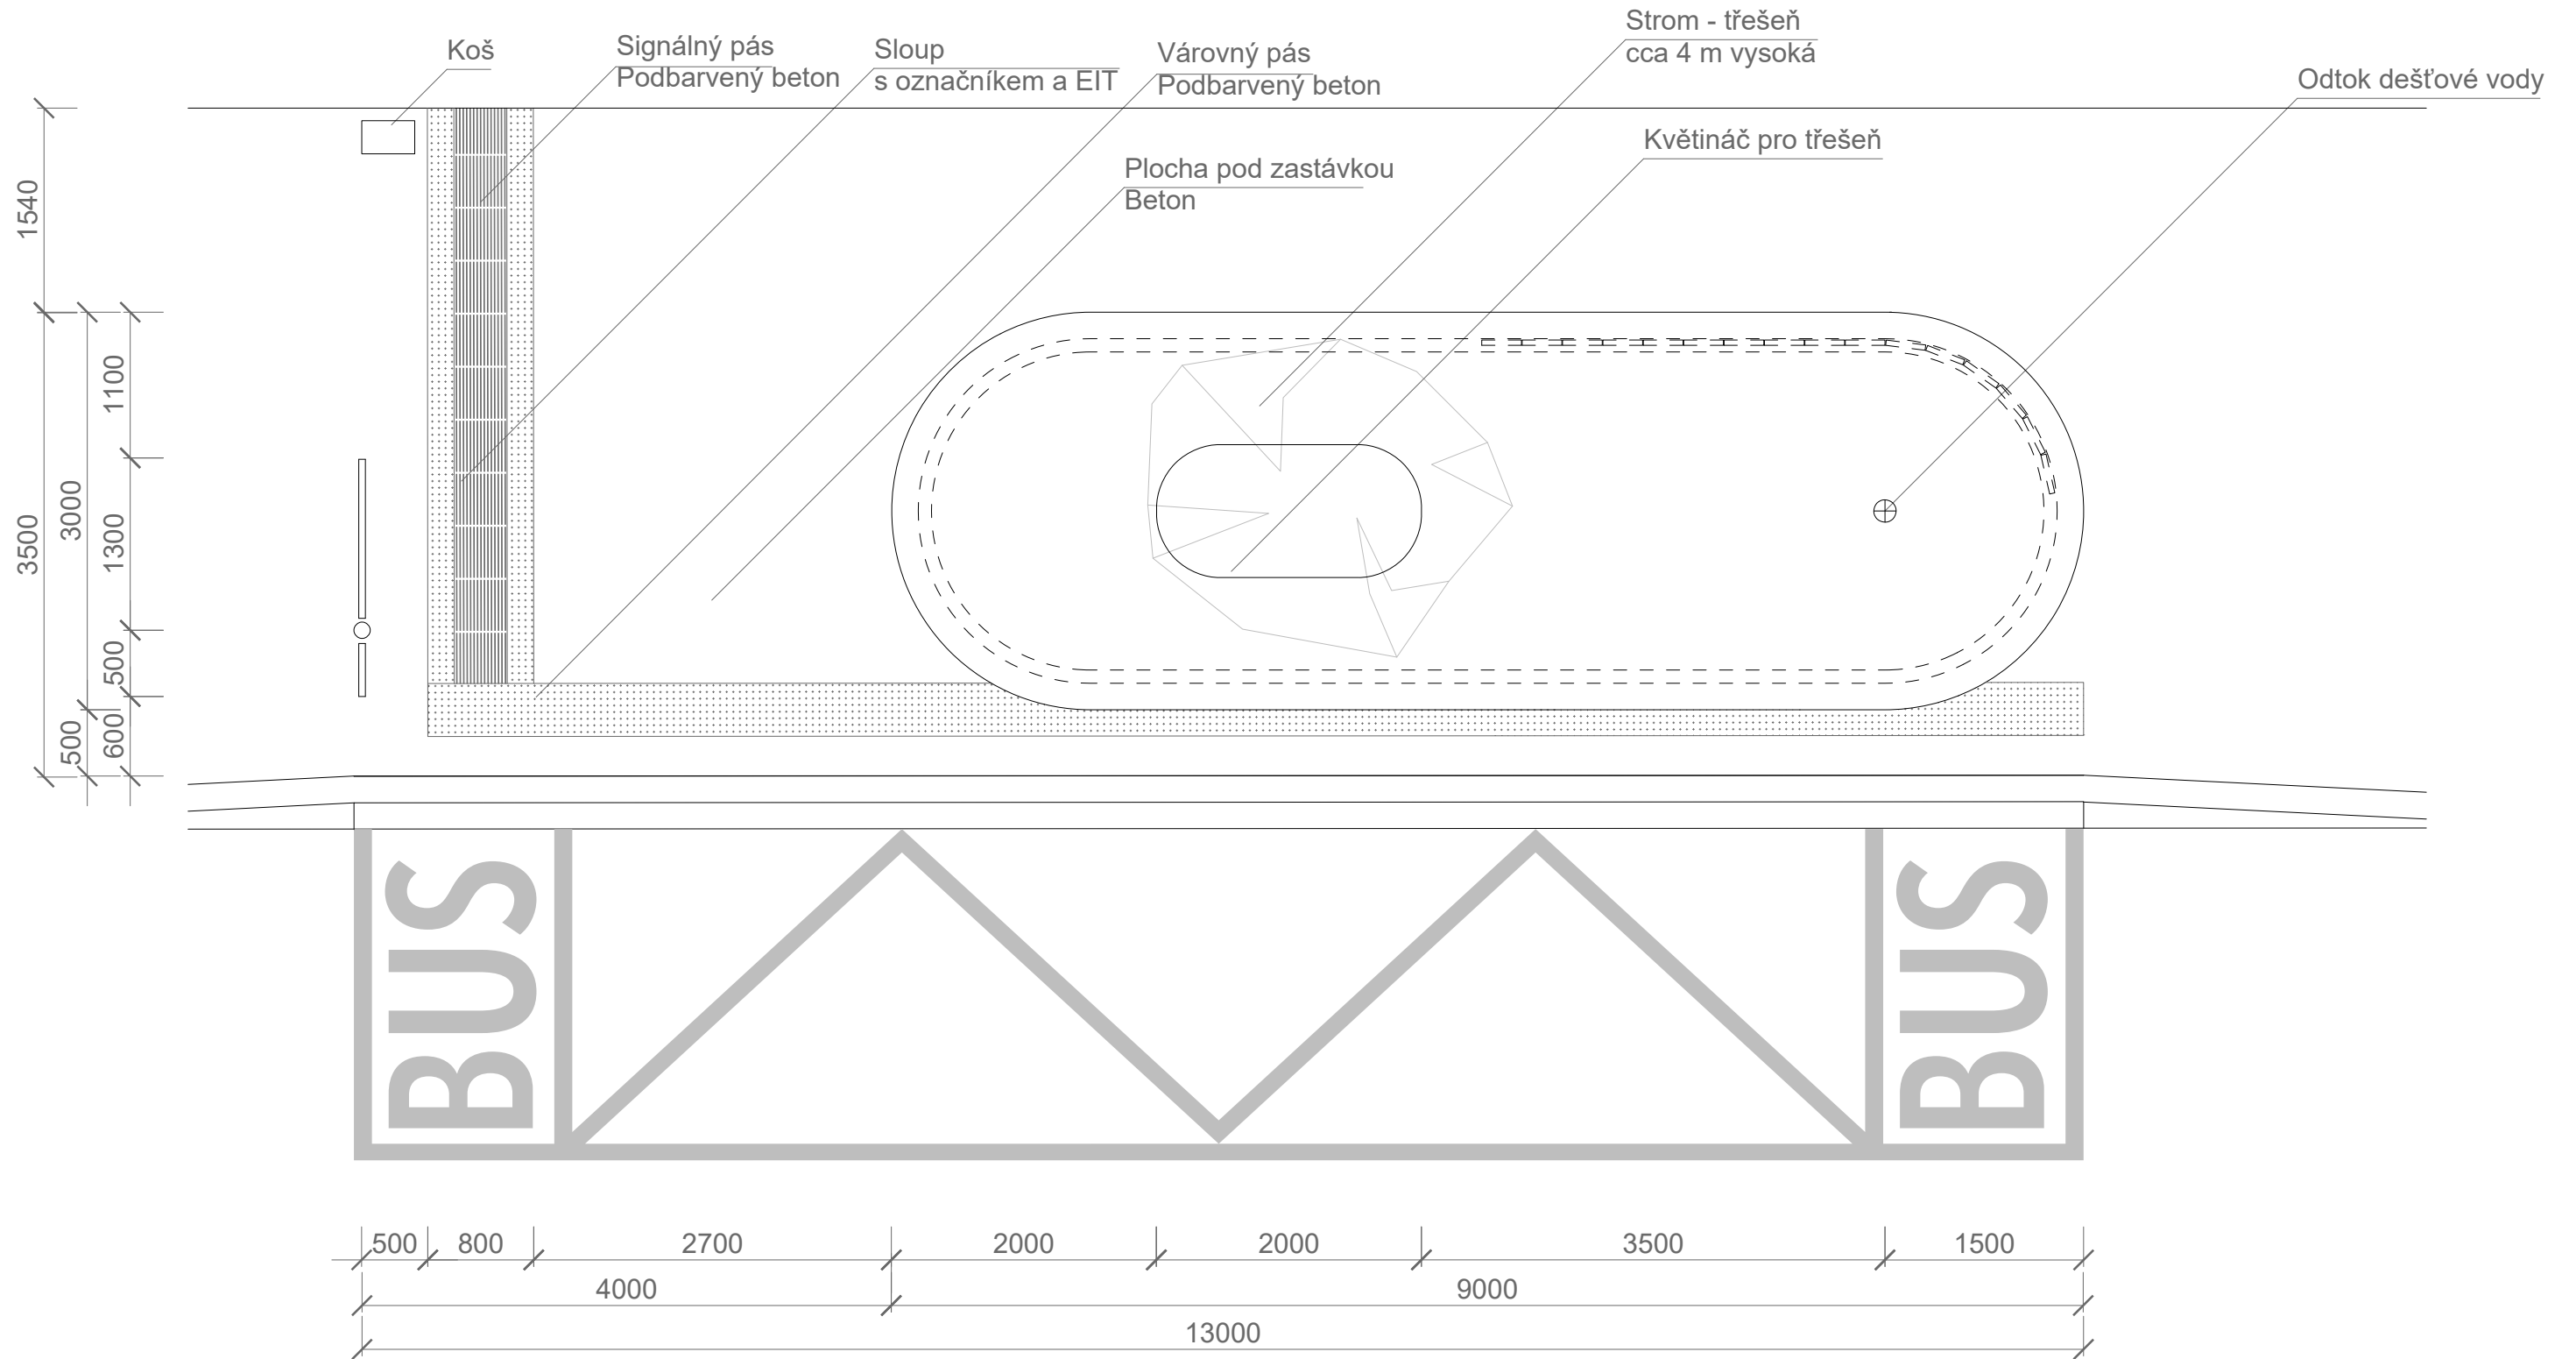 Koš
Signálný pás
Podbarvený beton
Sloup
s označníkem a EIT
Várovný pás
Podbarvený beton
Strom - třešeň
cca 4 m vysoká
Odtok dešťové vody
Květináč pro třešeň
Plocha pod zastávkou
Beton
1540
3500
3000
500
1100
1300
500
600
BUS
BUS
500 800 2700 2000 2000 3500 1500
4000 9000
13000